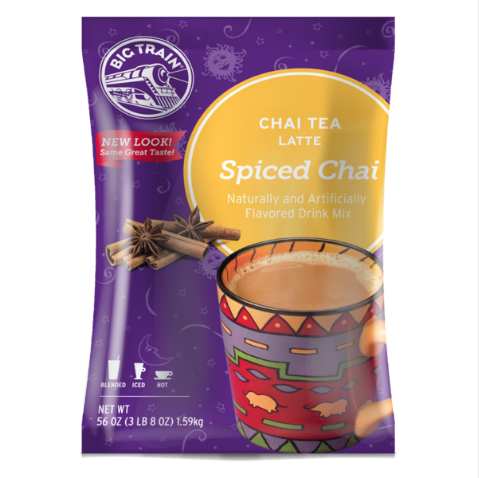 BIG TRAIN
NEW LOOK!
Same Great Taste!
CHAI TEA
LATTE
Spiced Chai
Naturally and Artificially
Flavored Drink Mix
BLENDED ICED HOT
NET WT
56 OZ (3 LB 8 OZ) 1.59kg